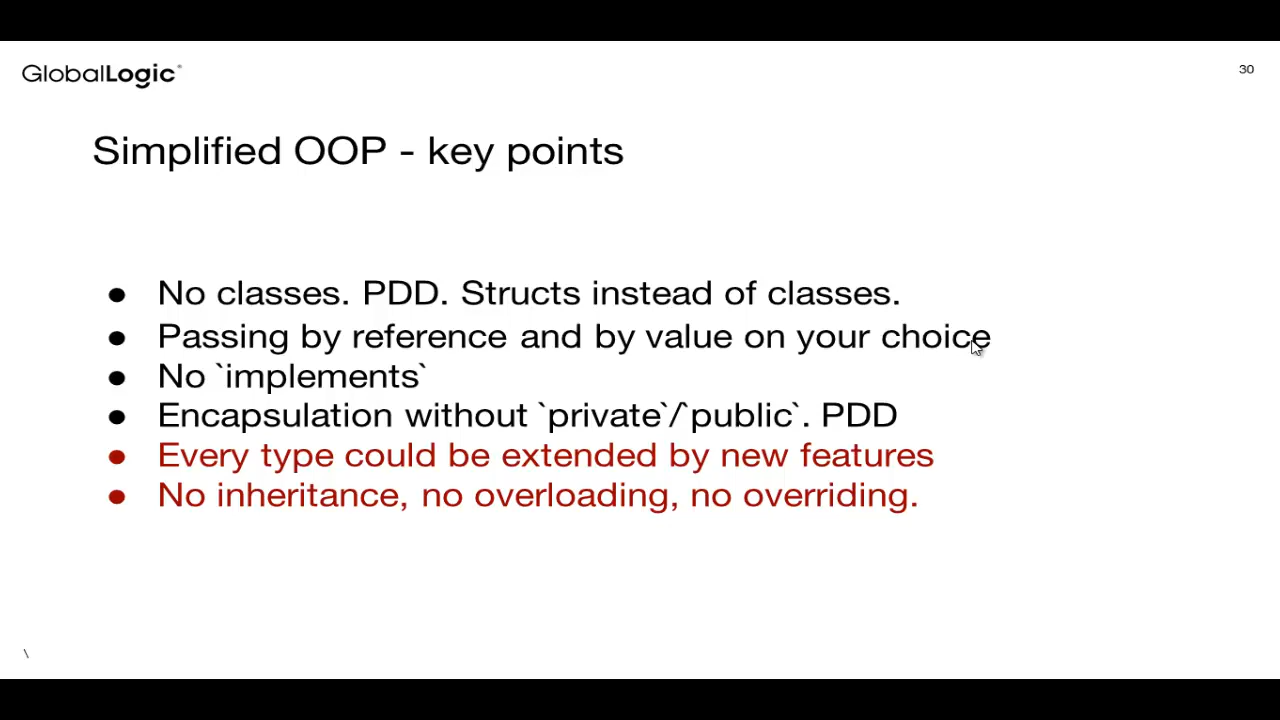 GlobalLogic
30
Simplified OOP - key points
● No classes. PDD. Structs instead of classes.
● Passing by reference and by value on your choice
● No `implements`
● Encapsulation without `private`/`public`. PDD
● Every type could be extended by new features
● No inheritance, no overloading, no overriding.
\